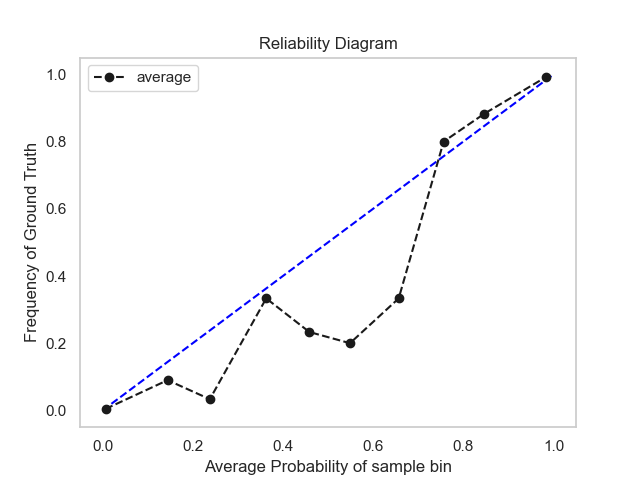 Reliability Diagram
average
Frequency of Ground Truth
1.0
0.8
0.6
0.4
0.2
0.0
0.0 0.2 0.4 0.6 0.8 1.0
Average Probability of sample bin